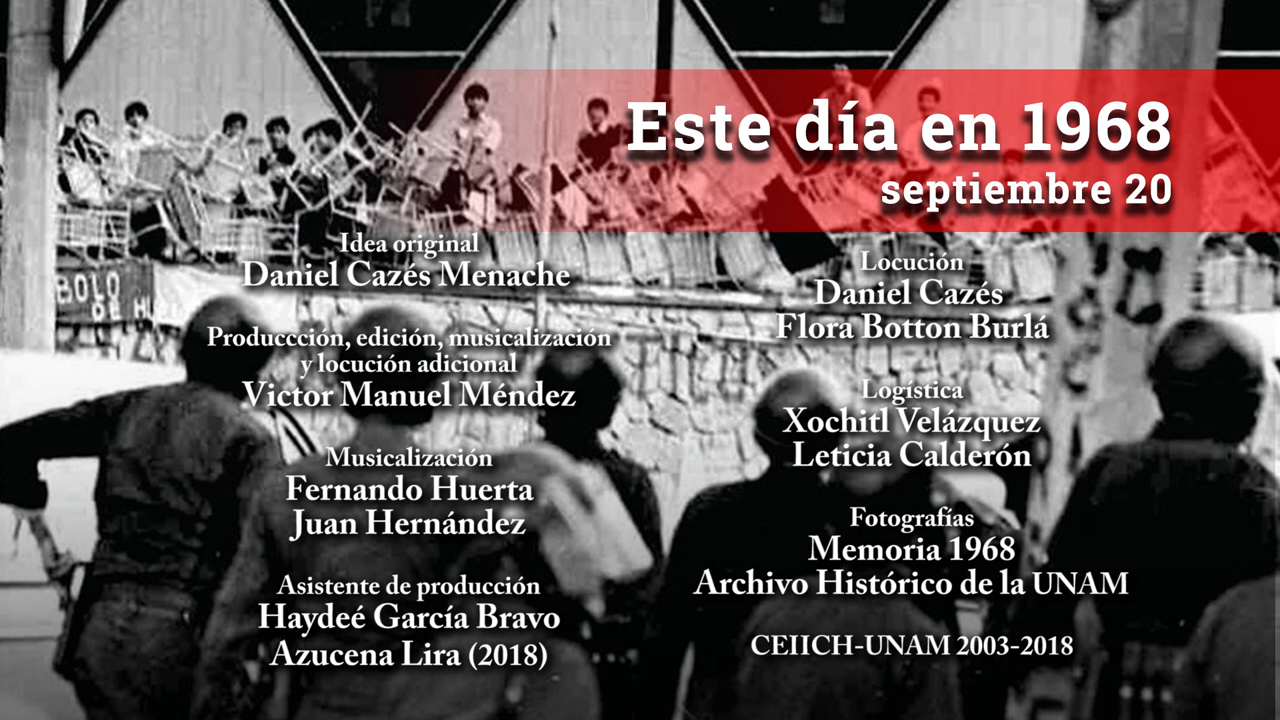 Este día en 1968
septiembre 20
Idea original
Daniel Cazés Menache
Produccción, edición, musicalización
y locución adicional
Victor Manuel Méndez
Musicalización
Fernando Huerta
Juan Hernández
Asistente de producción
Haydeé García Bravo
Azucena Lira (2018)
Locución
Daniel Cazés
Flora Botton Burlá
Logística
Xochitl Velázquez
Leticia Calderón
Fotografías
Memoria 1968
Archivo Histórico de la UNAM
CEIICH-UNAM 2003-2018
BOLO
DE